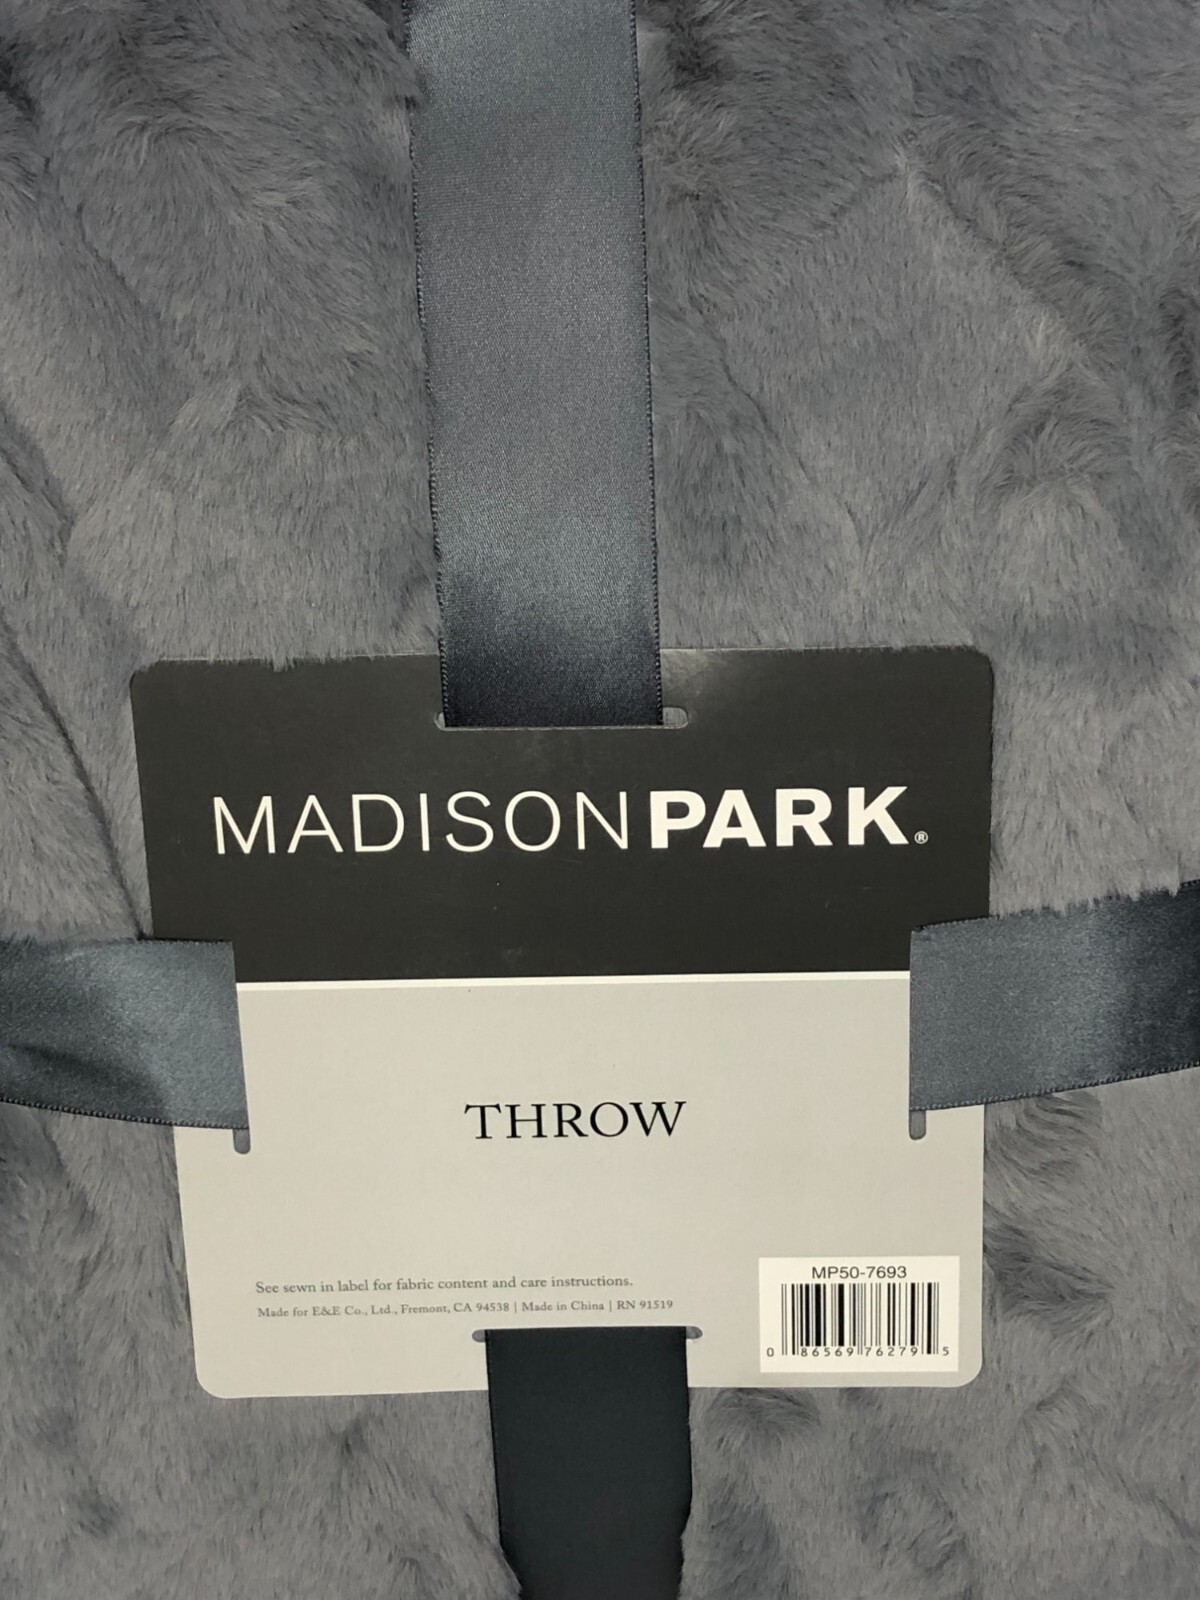 MADISONPARK®
THROW
See sewn in label for fabric content and care instructions.
Made for E&E Co., Ltd., Fremont, CA 94538 | Made in China | RN 91519
MP50-7693
0 86569 76279 5